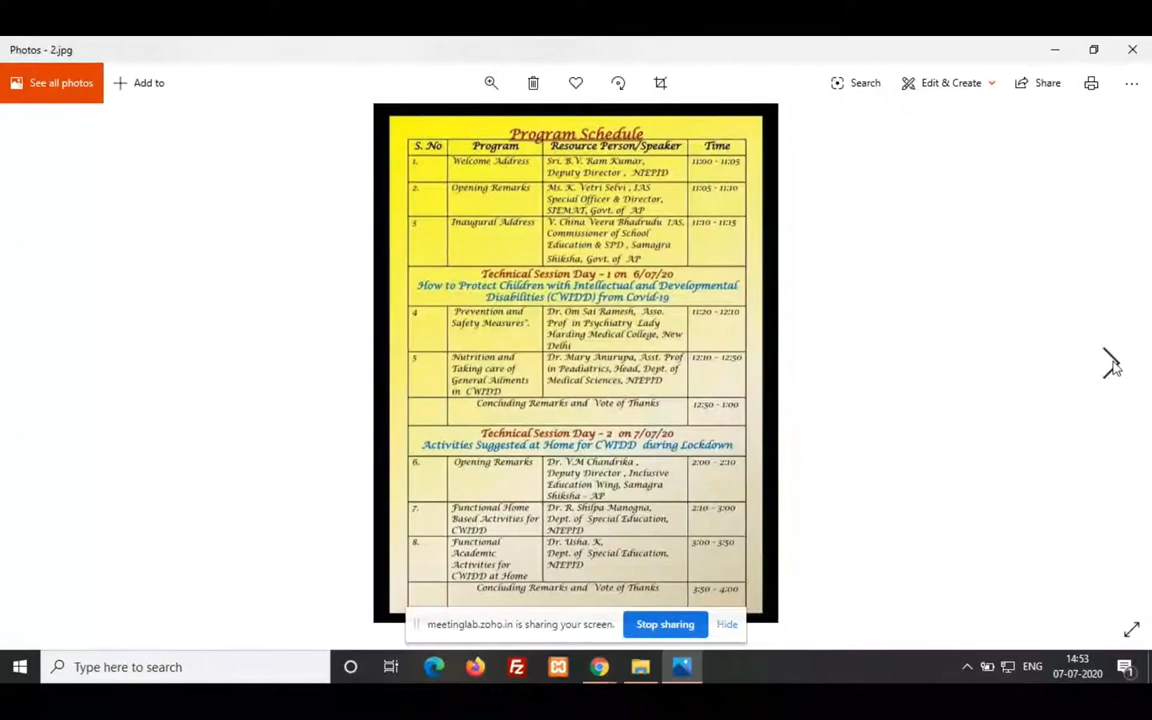 Photos - 2.jpg
See all photos
Add to
Search
Edit & Create
Share
Program Schedule
S. No Program Resource Person/Speaker Time
1. Welcome Address Sri. B.V. Ram Kumar, 11:00 - 11:05
Deputy Director , NIEPID
2. Opening Remarks Ms. K. Vetri Selvi , IAS 11:05 - 11:10
Special Officer & Director,
SIEMAT, Govt. of AP
3 Inaugural Address V. China Veera Bhadrudu IAS, 11:10 - 11:15
Commissioner of School
Education & SPD , Samagra
Shiksha, Govt. of AP
Technical Session Day - 1 on 6/07/20
How to Protect Children with Intellectual and Developmental
Disabilities (CWIDD) from Covid-19
4 Prevention and Dr. Om Sai Ramesh, Asso. 11:20 - 12:10
Safety Measures". Prof in Psychiatry Lady
Harding Medical College, New
Delhi
5 Nutrition and Dr. Mary Anurupa, Asst. Prof 12:10 - 12:50
Taking care of in Peadiatrics, Head, Dept. of
General Ailments Medical Sciences, NIEPID
in CWIDD
Concluding Remarks and Vote of Thanks 12:50 - 1:00
Technical Session Day - 2 on 7/07/20
Activities Suggested at Home for CWIDD during Lockdown
6. Opening Remarks Dr. V.M Chandrika , 2:00 - 2:10
Deputy Director , Inclusive
Education Wing, Samagra
Shiksha - AP
7. Functional Home Dr. R. Shilpa Manogna, 2:10 - 3:00
Based Activities for Dept. of Special Education,
CWIDD NIEPID
8. Functional Dr. Usha. K, 3:00 - 3:50
Academic Dept. of Special Education,
Activities for NIEPID
CWIDD at Home
Concluding Remarks and Vote of Thanks 3:50 - 4:00
meetinglab.zoho.in is sharing your screen. Stop sharing Hide
Type here to search
Fz
ENG
14:53
07-07-2020
1